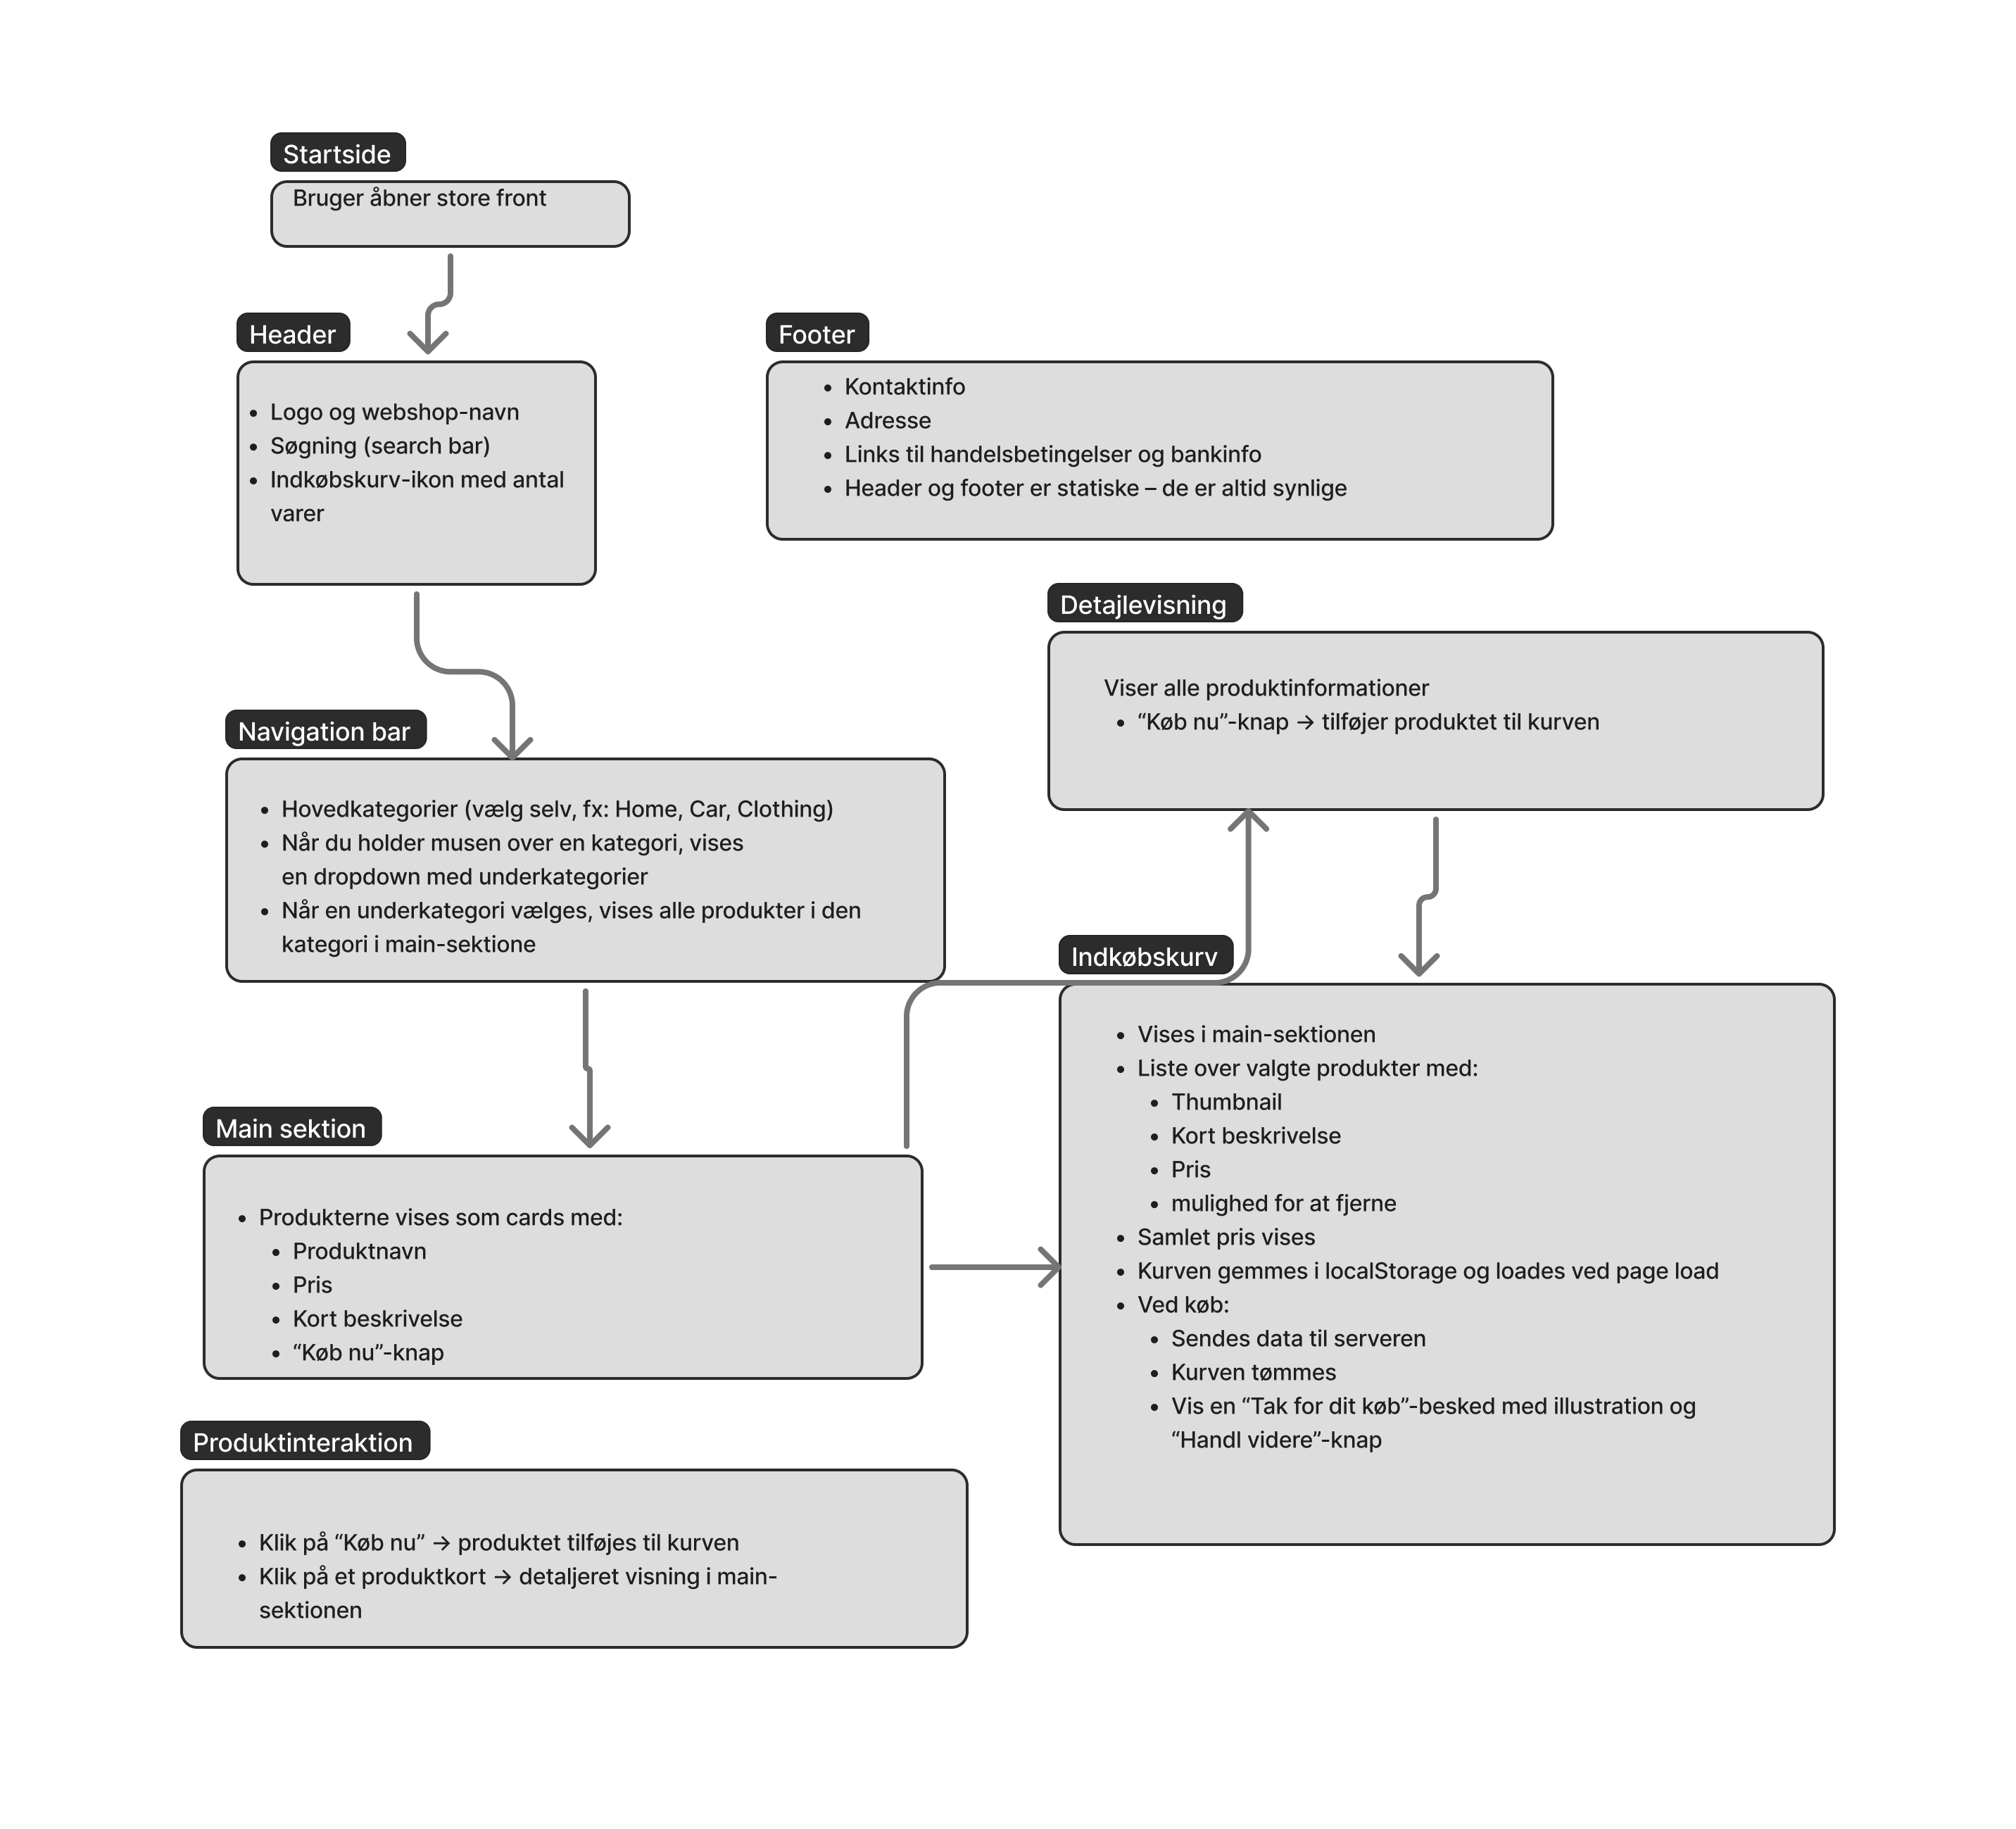 Startside
Bruger åbner store front
Header
• Logo og webshop-navn
• Søgning (search bar)
• Indkøbskurv-ikon med antal
varer
Footer
• Kontaktinfo
• Adresse
• Links til handelsbetingelser og bankinfo
• Header og footer er statiske – de er altid synlige
Navigation bar
• Hovedkategorier (vælg selv, fx: Home, Car, Clothing)
• Når du holder musen over en kategori, vises
en dropdown med underkategorier
• Når en underkategori vælges, vises alle produkter i den
kategori i main-sektione
Detajlevisning
Viser alle produktinformationer
• “Køb nu”-knap → tilføjer produktet til kurven
Main sektion
• Produkterne vises som cards med:
• Produktnavn
• Pris
• Kort beskrivelse
• “Køb nu”-knap
Indkøbskurv
• Vises i main-sektionen
• Liste over valgte produkter med:
• Thumbnail
• Kort beskrivelse
• Pris
• mulighed for at fjerne
• Samlet pris vises
• Kurven gemmes i localStorage og loades ved page load
• Ved køb:
• Sendes data til serveren
• Kurven tømmes
• Vis en “Tak for dit køb”-besked med illustration og
“Handl videre”-knap
Produktinteraktion
• Klik på “Køb nu” → produktet tilføjes til kurven
• Klik på et produktkort → detaljeret visning i main-
sektionen